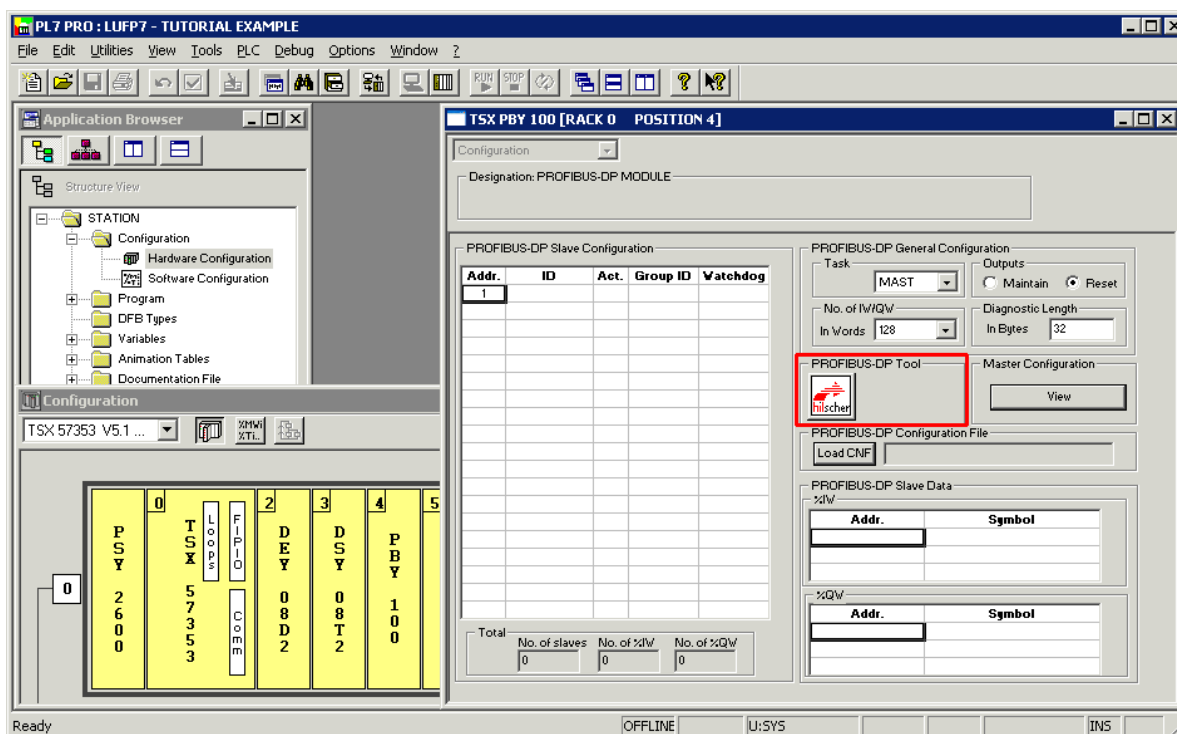 PL7 PRO : LUFP7 - TUTORIAL EXAMPLE
File Edit Utilities View Tools PLC Debug Options Window ?
RUN STOP
Application Browser
Structure View
STATION
Configuration
Hardware Configuration
Software Configuration
Program
DFB Types
Variables
Animation Tables
Documentation File
Configuration
TSX 57353 V5.1 ...
%MWi
%Ti..
0
PSY 2600
0
TSX 57353
Loops
FIPIO
Com m
2
DEY 08D2
3
DSY 08T2
4
PBY 100
5
TSX PBY 100 [RACK 0 POSITION 4]
Configuration
Designation: PROFIBUS-DP MODULE
PROFIBUS-DP Slave Configuration
Addr. ID Act. Group ID Watchdog
1
Total
No. of slaves No. of %IW No. of %QW
0 0 0
PROFIBUS-DP General Configuration
Task
MAST
Outputs
Maintain Reset
No. of IW/QW
In Words 128
Diagnostic Length
In Bytes 32
PROFIBUS-DP Tool
hilscher
Master Configuration
View
PROFIBUS-DP Configuration File
Load CNF
PROFIBUS-DP Slave Data
%IW
Addr. Symbol
%QW
Addr. Symbol
Ready OFFLINE U:SYS INS